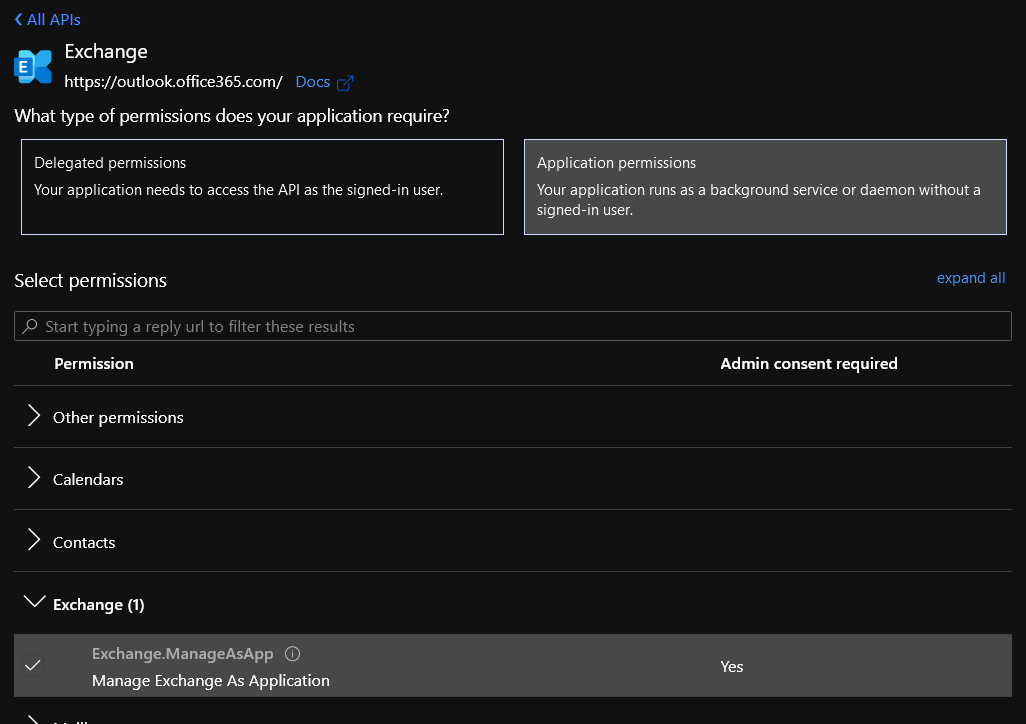 All APIs
Exchange
https://outlook.office365.com/ Docs
What type of permissions does your application require?
Delegated permissions
Your application needs to access the API as the signed-in user.
Application permissions
Your application runs as a background service or daemon without a
signed-in user.
Select permissions
expand all
Start typing a reply url to filter these results
Permission Admin consent required
Other permissions
Calendars
Contacts
Exchange (1)
Exchange.ManageAsApp
Manage Exchange As Application
Yes